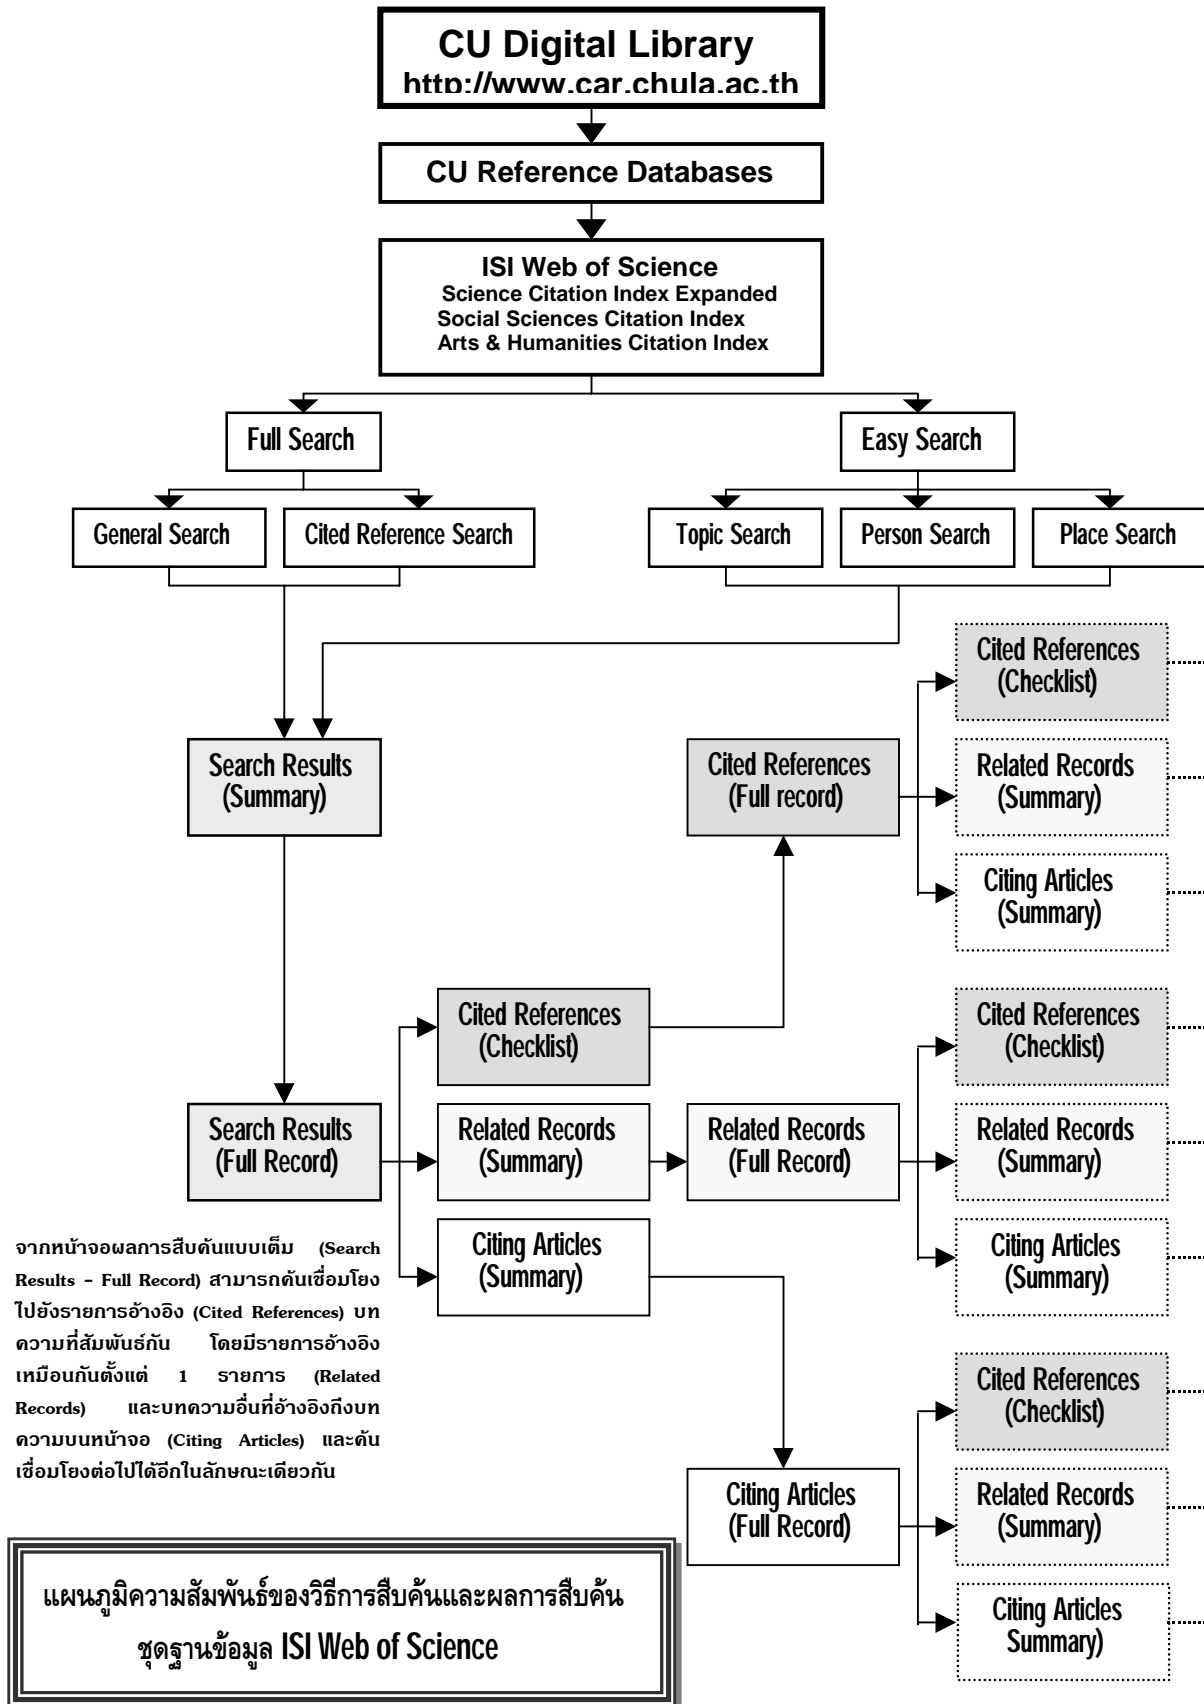 CU Digital Library
http://www.car.chula.ac.th
CU Reference Databases
ISI Web of Science
Science Citation Index Expanded
Social Sciences Citation Index
Arts & Humanities Citation Index
Full Search
Easy Search
General Search
Cited Reference Search
Topic Search
Person Search
Place Search
Cited References
(Checklist)
Search Results
(Summary)
Cited References
(Full record)
Related Records
(Summary)
Citing Articles
(Summary)
Cited References
(Checklist)
Cited References
(Checklist)
Search Results
(Full Record)
Related Records
(Summary)
Related Records
(Full Record)
Related Records
(Summary)
Citing Articles
(Summary)
Citing Articles
(Summary)
จากหน้าจอผลการสืบค้นแบบเต็ม (Search
Results – Full Record) สามารถค้นเชื่อมโยง
ไปยังรายการอ้างอิง (Cited References) บท
ความที่สัมพันธ์กัน โดยมีรายการอ้างอิง
เหมือนกันตั้งแต่ 1 รายการ (Related
Records) และบทความอื่นที่อ้างอิงถึงบท
ความบนหน้าจอ (Citing Articles) และค้น
เชื่อมโยงต่อไปได้อีกในลักษณะเดียวกัน
Cited References
(Checklist)
Citing Articles
(Full Record)
Related Records
(Summary)
Citing Articles
Summary)
แผนภูมิความสัมพันธ์ของวิธีการสืบค้นและผลการสืบค้น
ชุดฐานข้อมูล ISI Web of Science